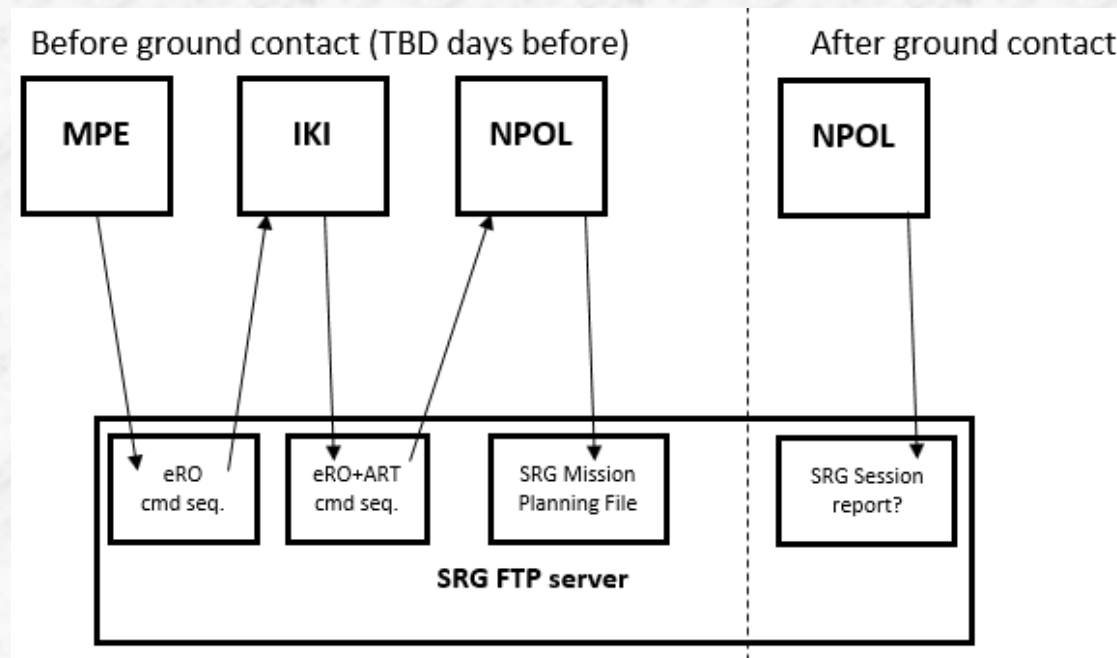 Before ground contact (TBD days before)
After ground contact
MPE
IKI
NPOL
NPOL
eRO
cmd seq.
eRO+ART
cmd seq.
SRG Mission
Planning File
SRG Session
report?
SRG FTP server